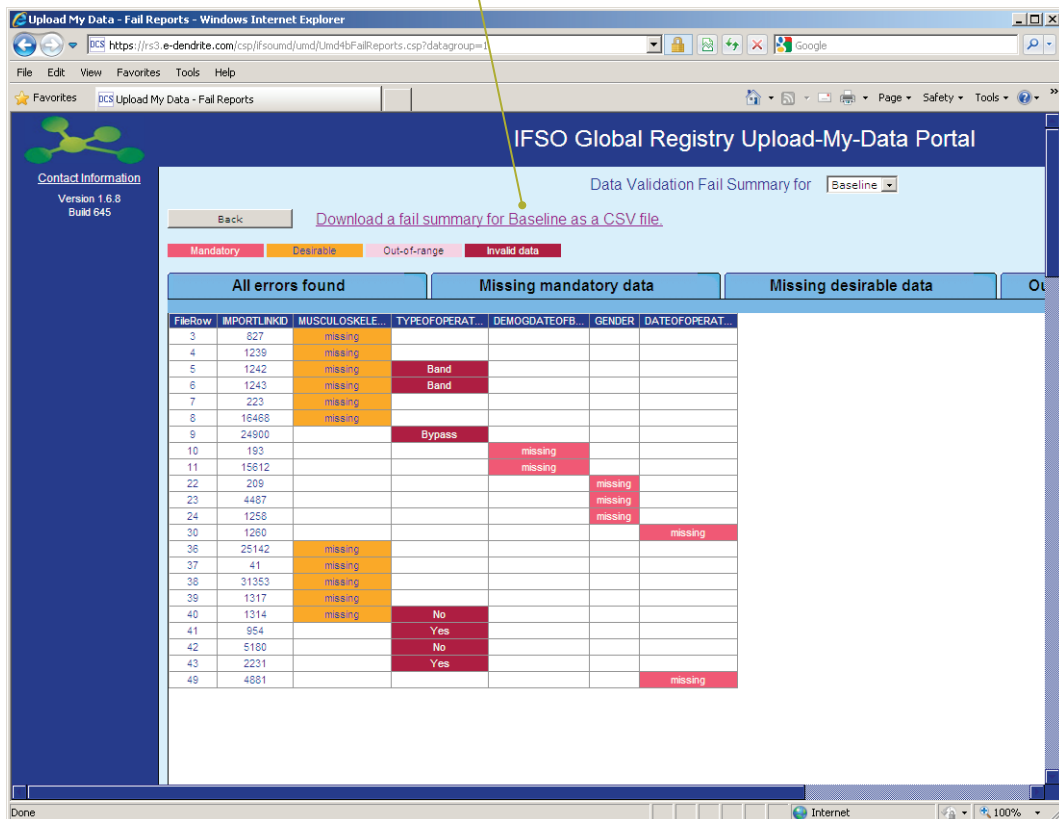 Upload My Data - Fail Reports - Windows Internet Explorer
DCS https://rs3.e-dendrite.com/csp/ifsoumd/umd/Umd4bFailReports.csp?datagroup=1
Google
File Edit View Favorites Tools Help
Favorites DCS Upload My Data - Fail Reports Page Safety Tools »
IFSO Global Registry Upload-My-Data Portal
Contact Information
Version 1.6.8
Build 645
Data Validation Fail Summary for Baseline
Back Download a fail summary for Baseline as a CSV file.
Mandatory Desirable Out-of-range Invalid data
All errors found Missing mandatory data Missing desirable data Ou
FileRow IMPORTLINKID MUSCULOSKELE... TYPEOFOPERAT... DEMOGDATEOFB... GENDER DATEOFOPERAT...
3 827 missing
4 1239 missing
5 1242 missing Band
6 1243 missing Band
7 223 missing
8 16468 missing
9 24900 Bypass
10 193 missing
11 15612 missing
22 209 missing
23 4487 missing
24 1258 missing
30 1260 missing
36 25142 missing
37 41 missing
38 31353 missing
39 1317 missing
40 1314 missing No
41 954 Yes
42 5180 No
43 2231 Yes
49 4881 missing
Done Internet 100%